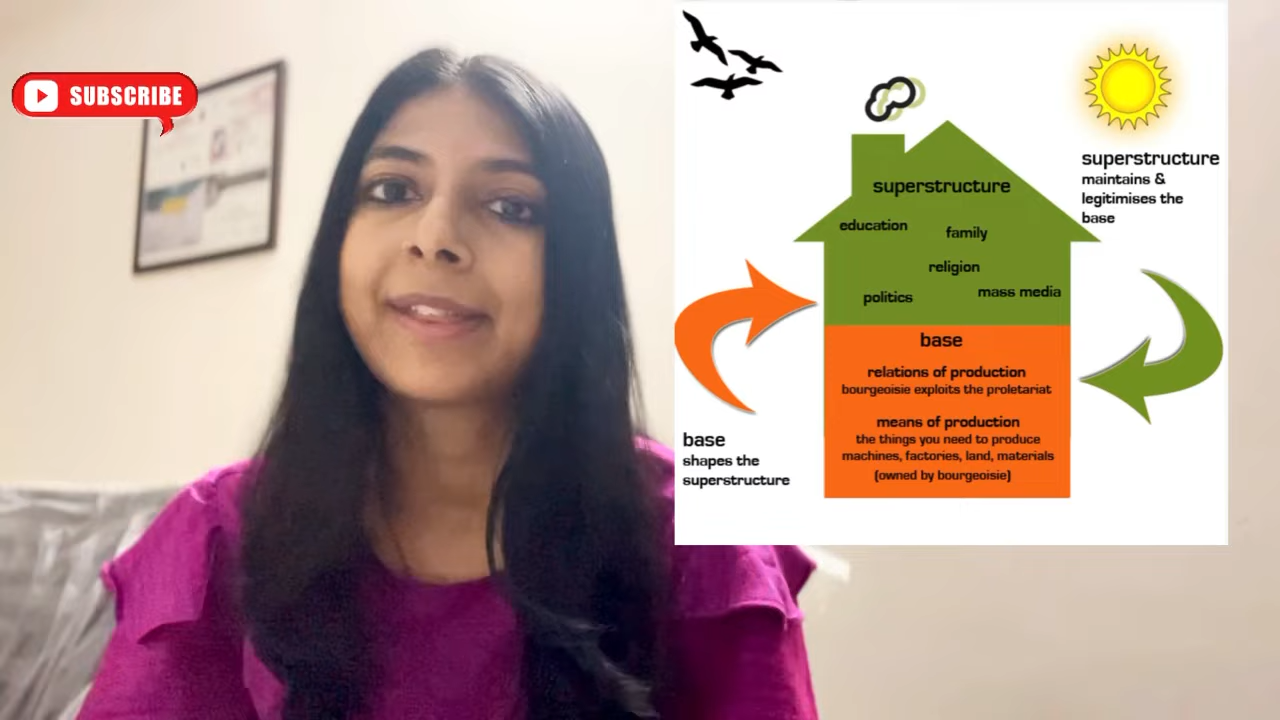 SUBSCRIBE
superstructure
education
family
religion
politics
mass media
base
relations of production
bourgeoisie exploits the proletariat
means of production
the things you need to produce
machines, factories, land, materials
(owned by bourgeoisie)
base
shapes the
superstructure
superstructure
maintains &
legitimises the
base